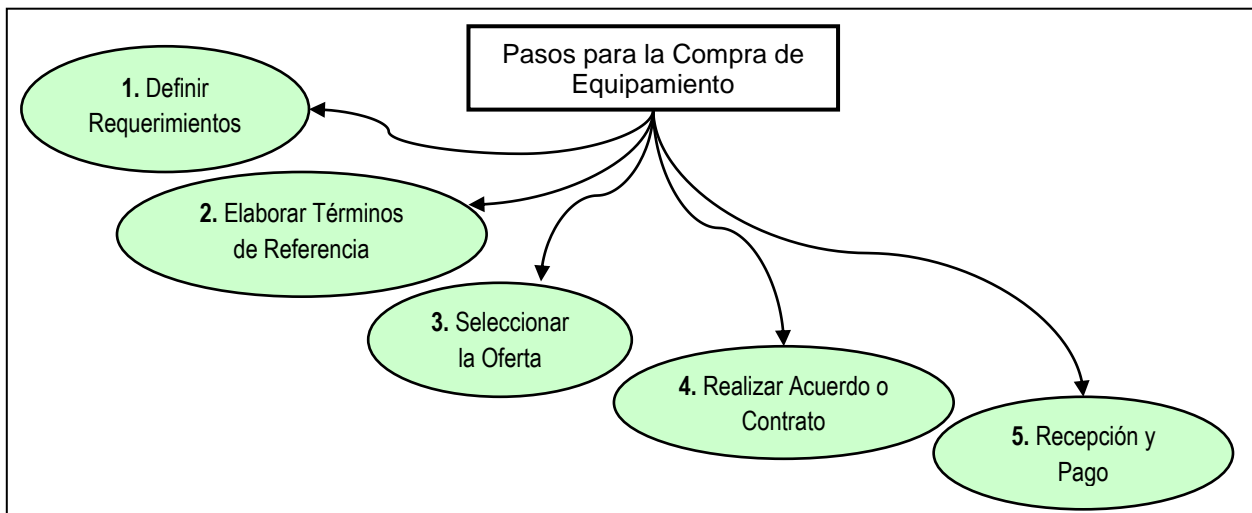 Pasos para la Compra de
Equipamiento
1. Definir
Requerimientos
2. Elaborar Términos
de Referencia
3. Seleccionar
la Oferta
4. Realizar Acuerdo o
Contrato
5. Recepción y
Pago